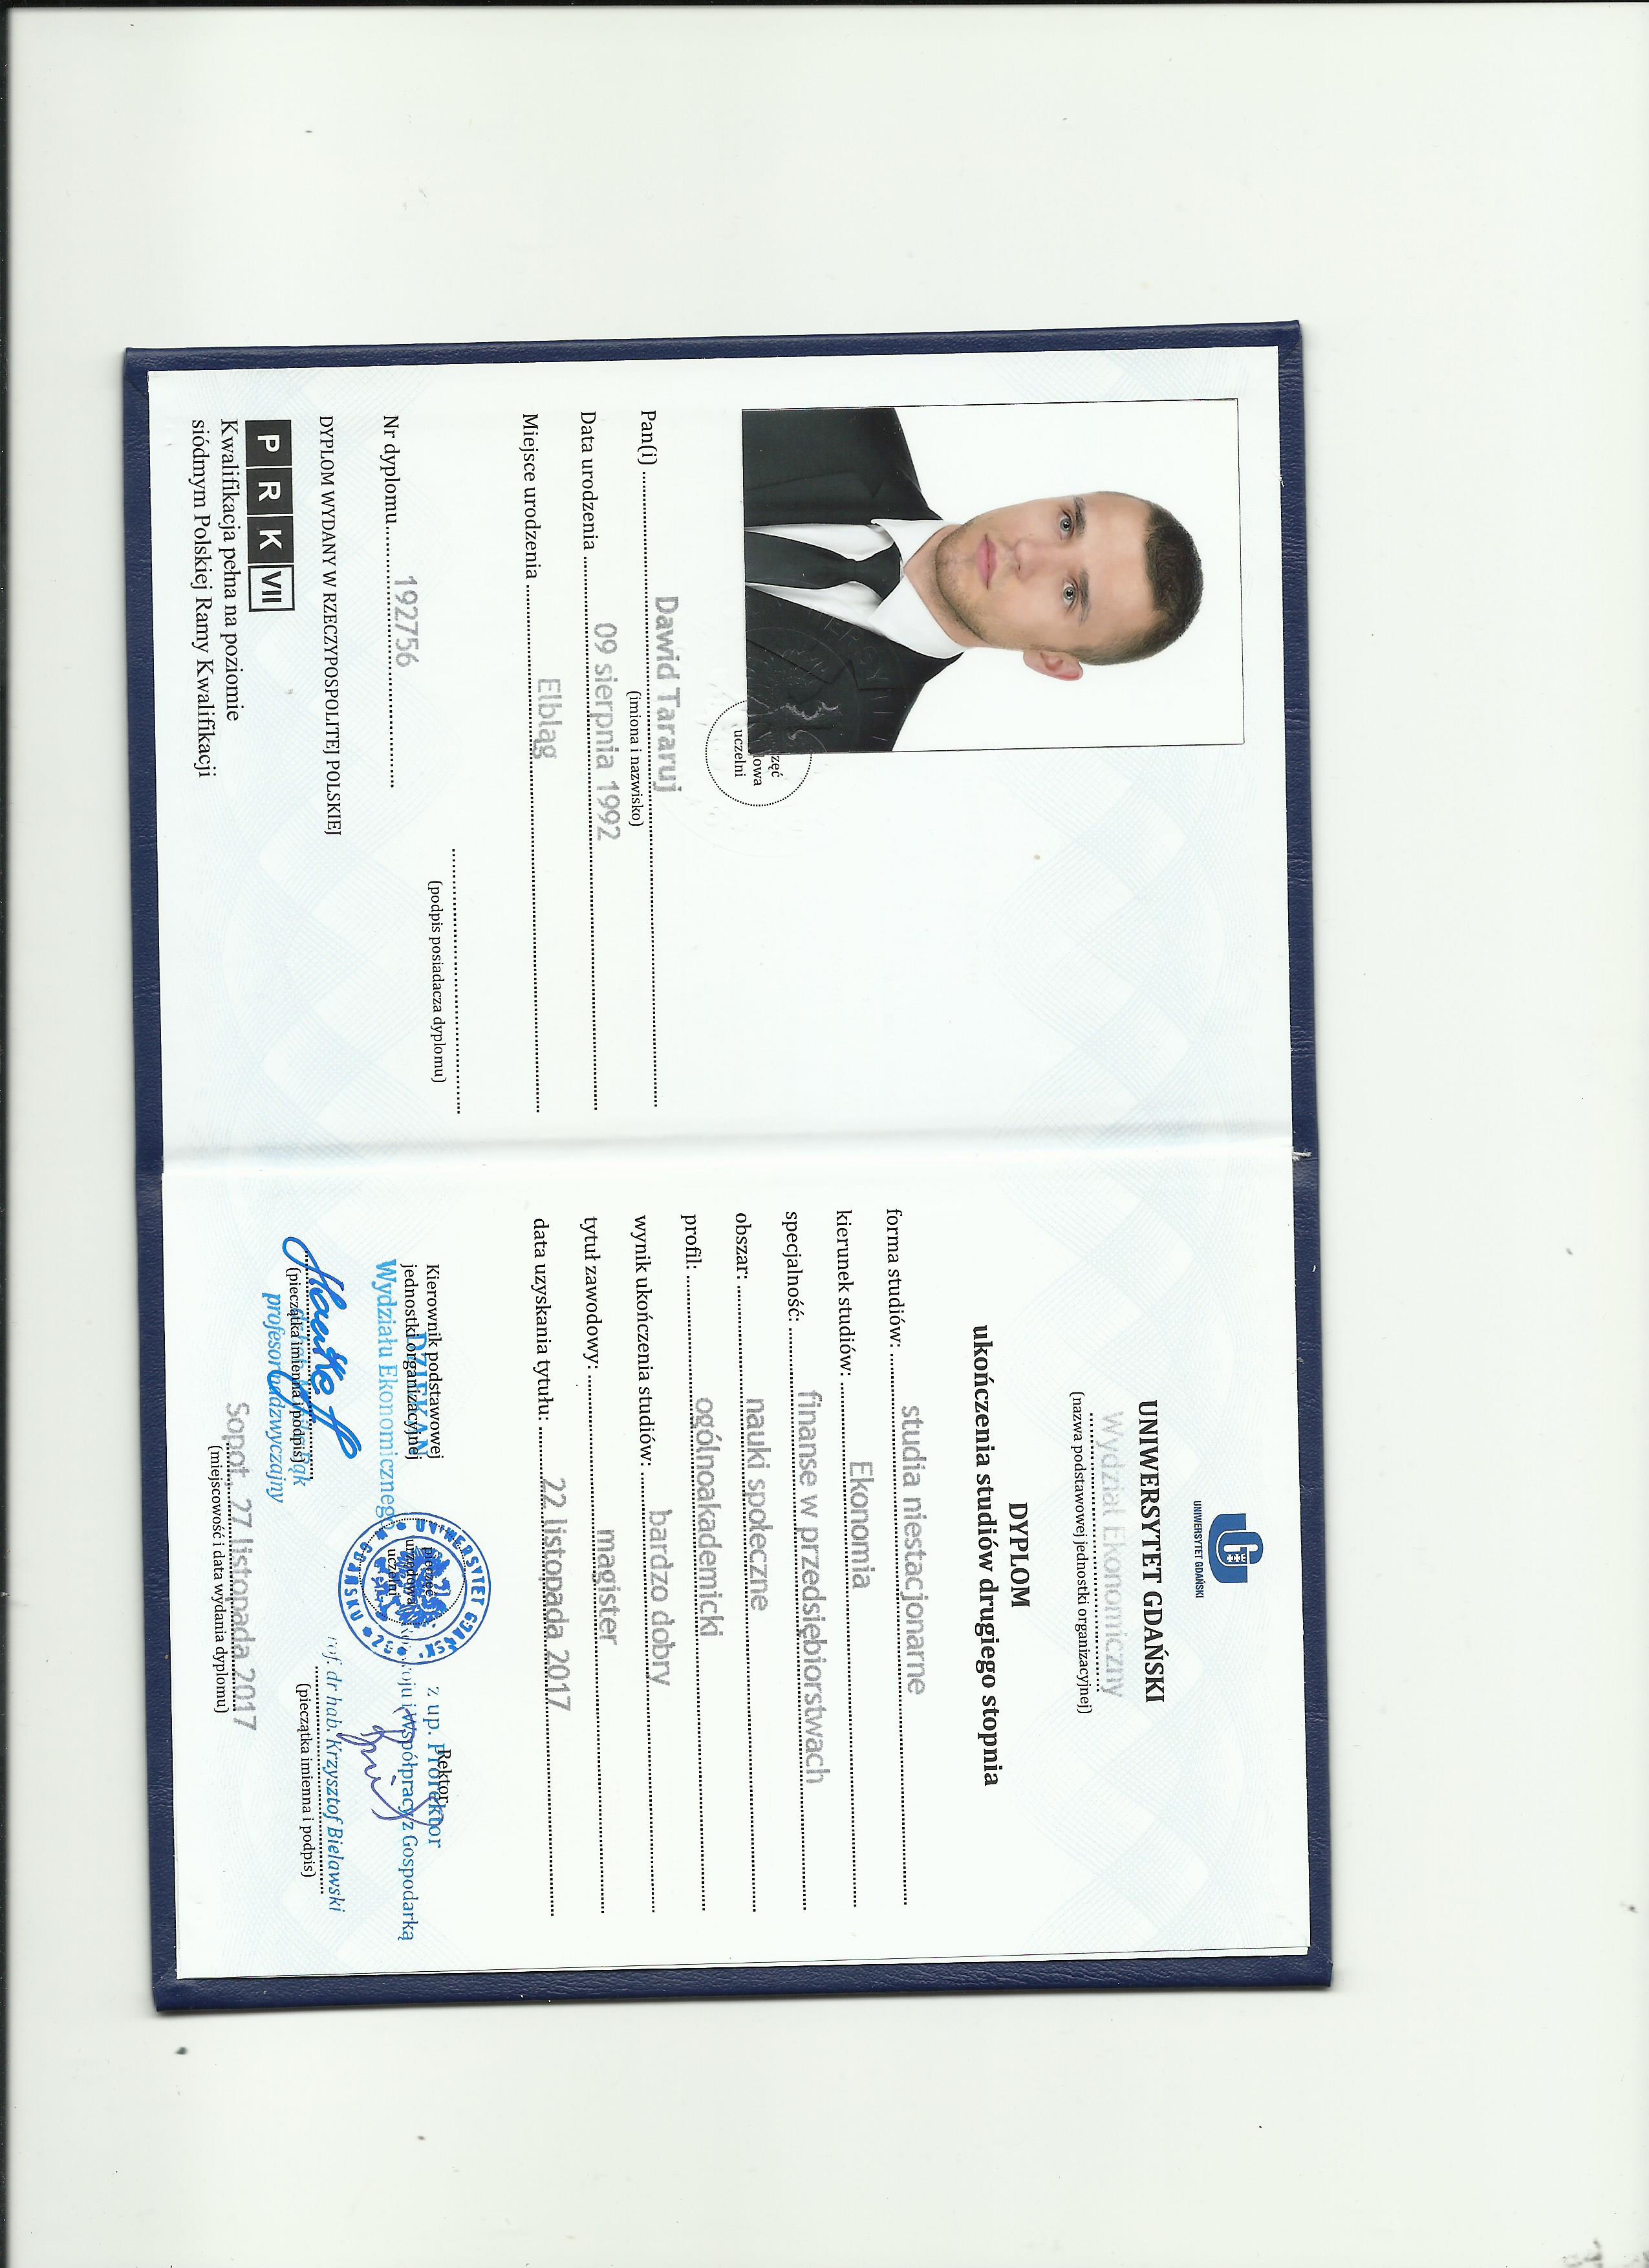 Pan(i) Dawid Tararuj
(imiona i nazwisko)
Data urodzenia 09 sierpnia 1992
Miejsce urodzenia Elbląg
uczelni
(podpis posiadacza dyplomu)
Nr dyplomu 192756
DYPLOM WYDANY W RZECZYPOSPOLITEJ POLSKIEJ
P R K VII
Kwalifikacja pełna na poziomie
siódmym Polskiej Ramy Kwalifikacji
UNIWERSYTET GDAŃSKI
UNIWERSYTET GDAŃSKI
Wydział Ekonomiczny
(nazwa podstawowej jednostki organizacyjnej)
DYPLOM
ukończenia studiów drugiego stopnia
forma studiów: studia niestacjonarne
kierunek studiów: Ekonomia
specjalność: finanse w przedsiębiorstwach
obszar: nauki społeczne
profil: ogólnoakademicki
wynik ukończenia studiów: bardzo dobry
tytuł zawodowy: magister
data uzyskania tytułu: 22 listopada 2017
Kierownik podstawowej
jednostki organizacyjnej
DZIEKAN
Wydziału Ekonomicznego
(pieczątka imienna i podpis)
profesor nadzwyczajny
pieczęć
urzędowa
uczelni
UNIWERSYTET GDAŃSKI
W GDAŃSKU
Rektor
z up. Prorektor
i Współpracy z Gospodarką
dr hab. Krzysztof Bielawski
(pieczątka imienna i podpis)
Sopot, 27 listopada 2017
(miejscowość i data wydania dyplomu)